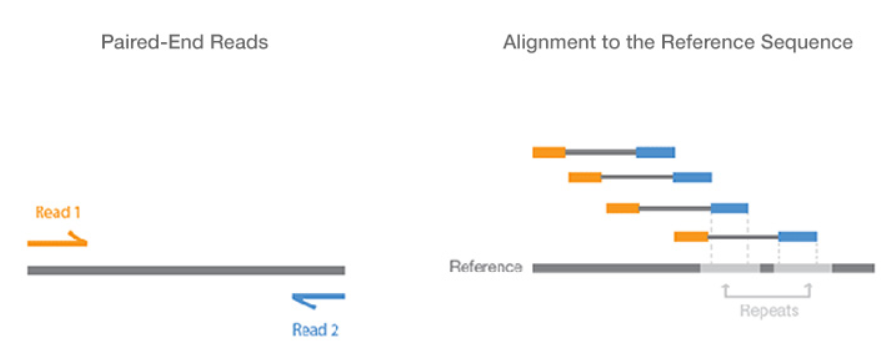 Paired-End Reads
Alignment to the Reference Sequence
Read 1
Read 2
Reference
Repeats